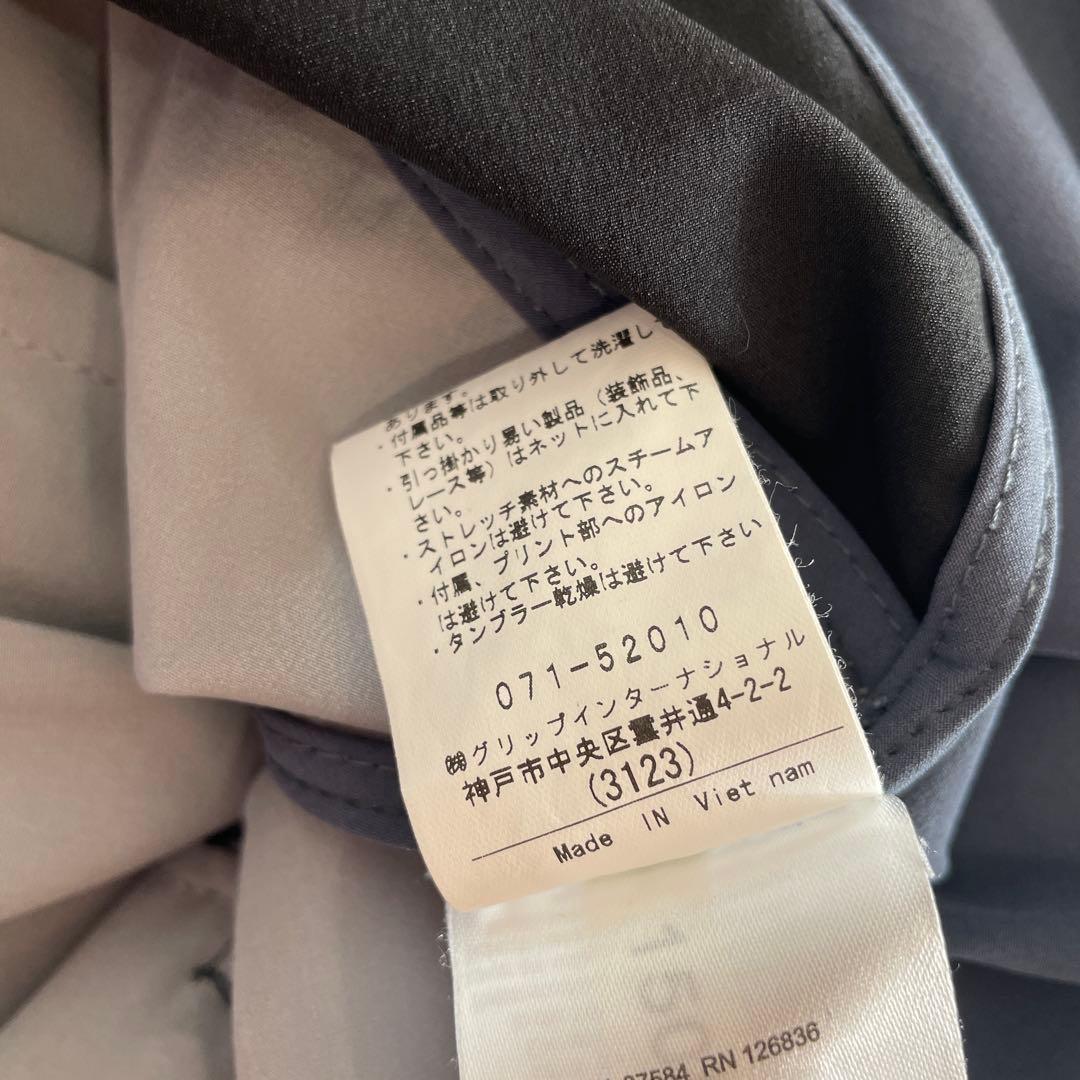 あります。
・付属品等は取り外して洗濯して
下さい。
・引っ掛かり易い製品（装飾品、
レース等）はネットに入れて下
さい。
・ストレッチ素材へのスチームア
イロンは避けて下さい。
・付属、プリント部へのアイロン
は避けて下さい。
・タンブラー乾燥は避けて下さい
071-52010
㈱グリップインターナショナル
神戸市中央区雲井通4-2-2
(3123)
Made IN Viet nam
150
07584 RN 126836